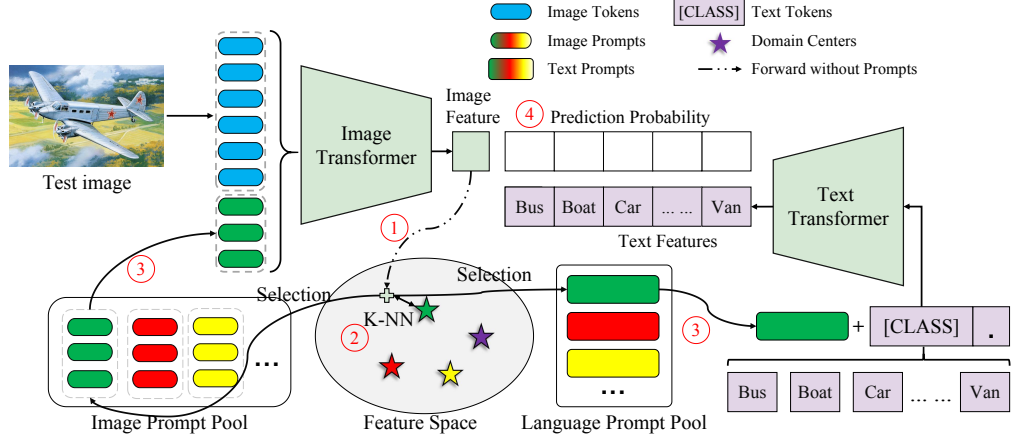 Image Tokens
[CLASS] Text Tokens
Image Prompts
Domain Centers
Text Prompts
Forward without Prompts
Test image
Image
Transformer
Image
Feature
4 Prediction Probability
Bus Boat Car ... ... Van
Text Features
Text
Transformer
1
3
Selection
Selection
K-NN
2
3
+ [CLASS] .
...
...
Bus Boat Car ... ... Van
Image Prompt Pool
Feature Space
Language Prompt Pool